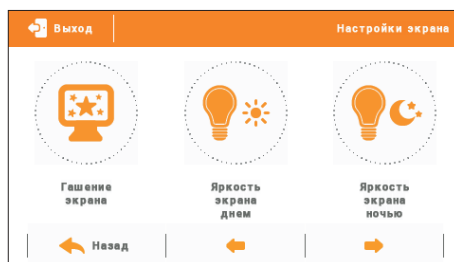 Выход
Настройки экрана
Гашение
экрана
Яркость
экрана
днем
Яркость
экрана
ночью
Назад